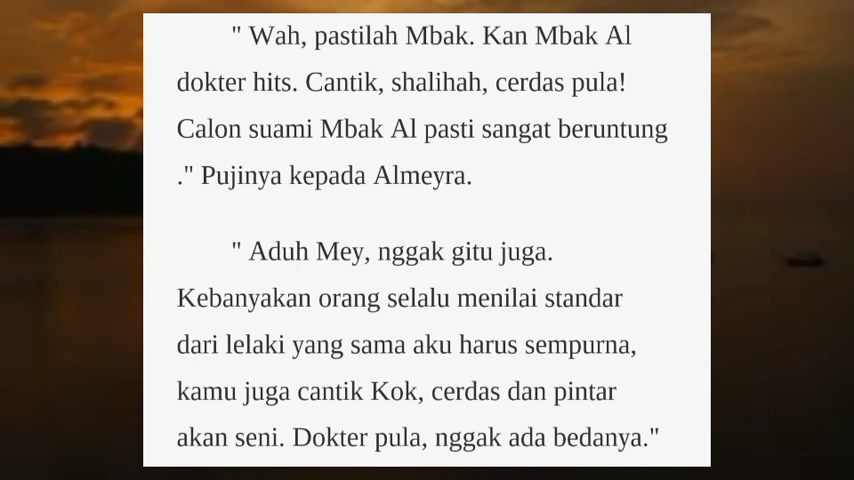 " Wah, pastilah Mbak. Kan Mbak Al
dokter hits. Cantik, shalihah, cerdas pula!
Calon suami Mbak Al pasti sangat beruntung
." Pujinya kepada Almeyra.
" Aduh Mey, nggak gitu juga.
Kebanyakan orang selalu menilai standar
dari lelaki yang sama aku harus sempurna,
kamu juga cantik Kok, cerdas dan pintar
akan seni. Dokter pula, nggak ada bedanya."